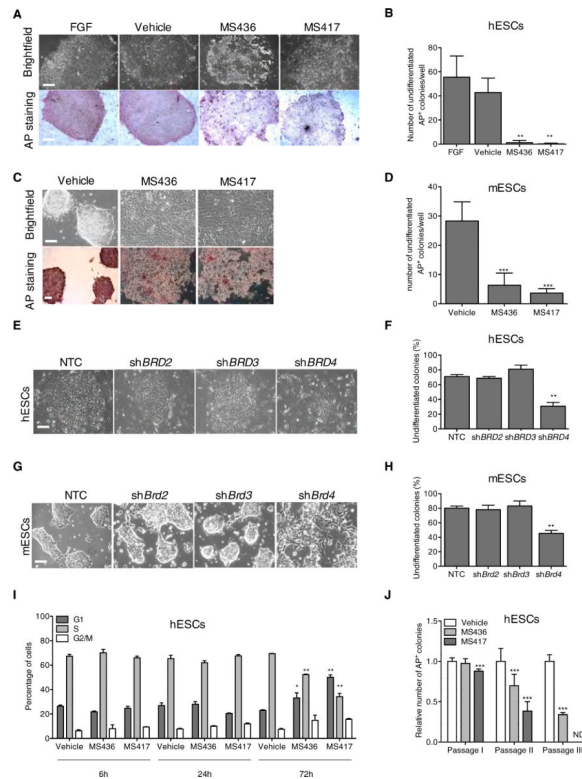 A
FGF Vehicle MS436 MS417
Brightfield
AP staining
B
hESCs
Number of undifferentiated
AP+ colonies/well
80
60
40
20
0
** **
FGF Vehicle MS436 MS417
C
Vehicle MS436 MS417
Brightfield
AP staining
D
mESCs
number of undifferentiated
AP+ colonies/well
40
30
20
10
0
*** ***
Vehicle MS436 MS417
E
NTC shBRD2 shBRD3 shBRD4
hESCs
F
hESCs
Undifferentiated colonies (%)
100
80
60
40
20
0
**
NTC shBRD2 shBRD3 shBRD4
G
NTC shBrd2 shBrd3 shBrd4
mESCs
H
mESCs
Undifferentiated colonies (%)
100
80
60
40
20
0
**
NTC shBrd2 shBrd3 shBrd4
I
hESCs
G1
S
G2/M
Percentage of cells
80
60
40
20
0
* ** ** **
Vehicle MS436 MS417 Vehicle MS436 MS417 Vehicle MS436 MS417
6h 24h 72h
J
hESCs
Vehicle
MS436
MS417
Relative number of AP+ colonies
1.5
1.0
0.5
0.0
*** *** *** *** ND
Passage I Passage II Passage III